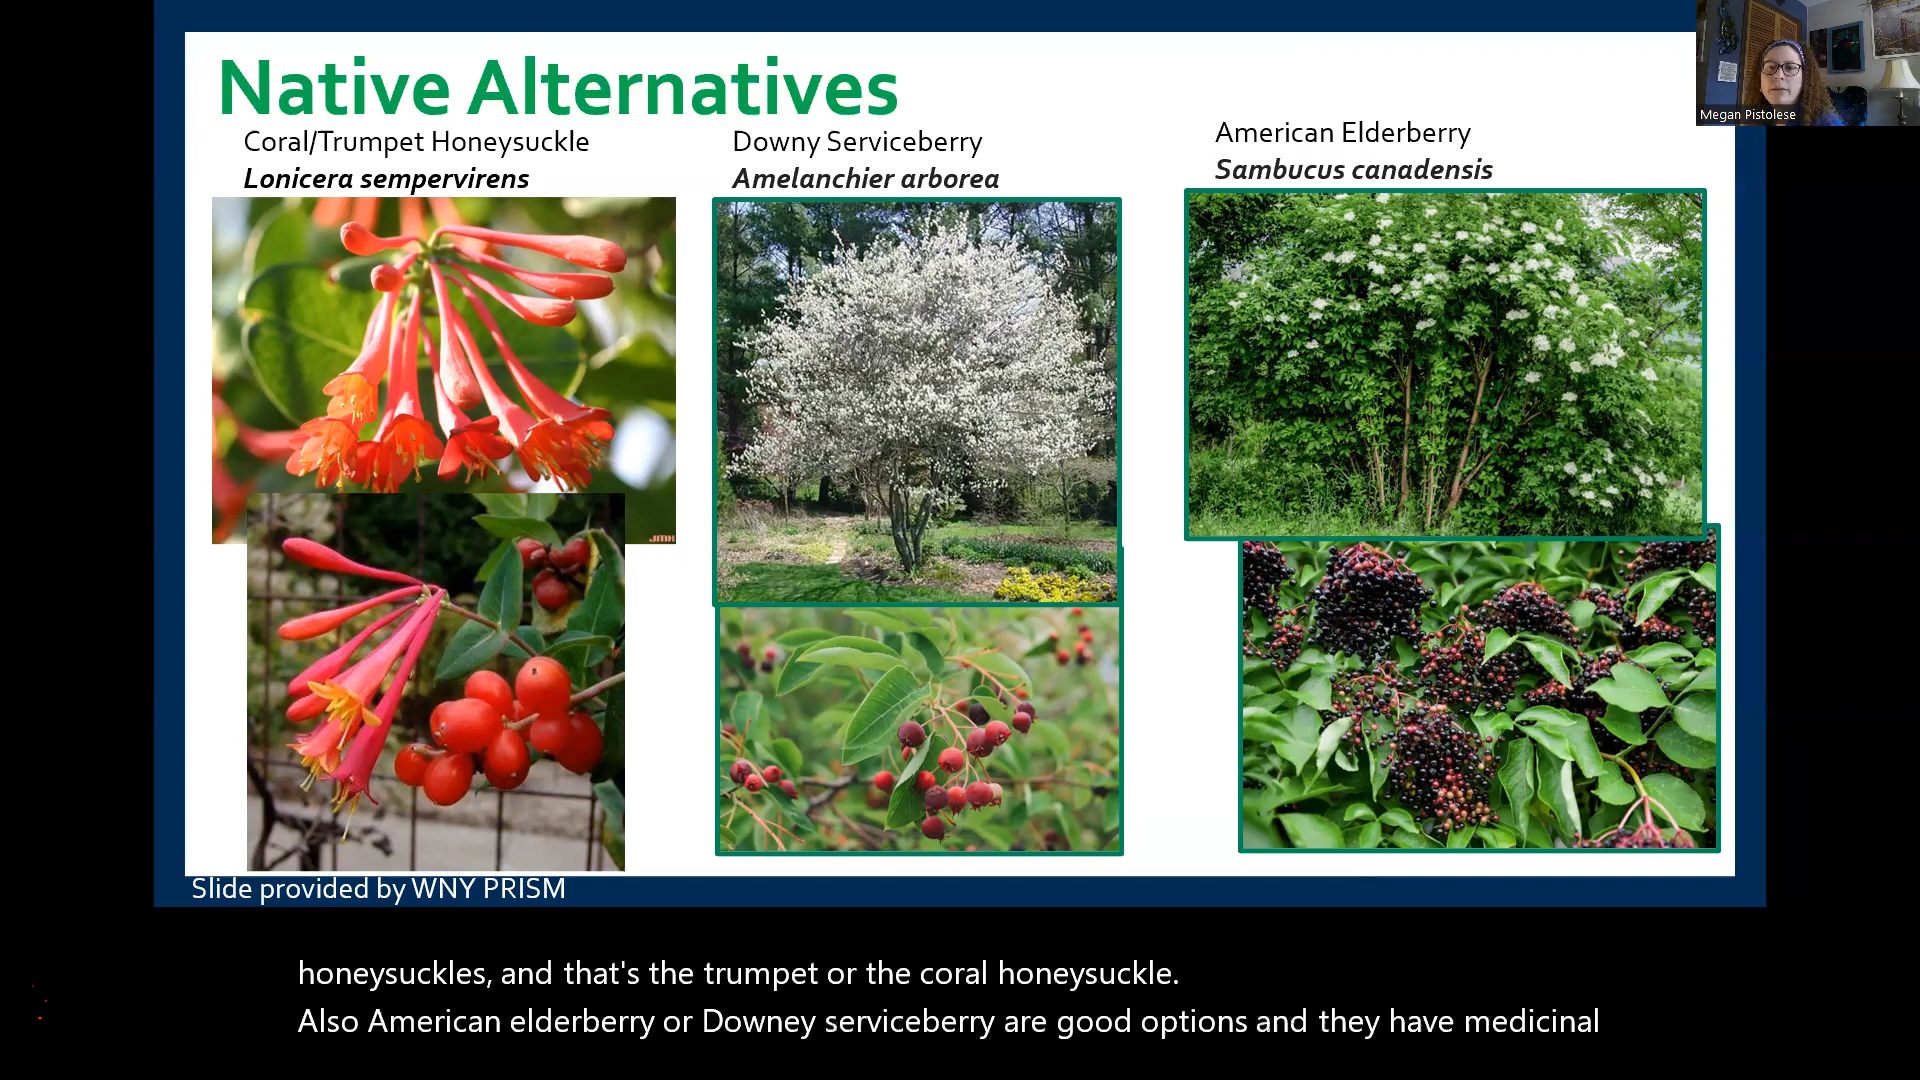 Native Alternatives
Coral/Trumpet Honeysuckle
Lonicera sempervirens
Downy Serviceberry
Amelanchier arborea
American Elderberry
Sambucus canadensis
JMH
Slide provided by WNY PRISM
Megan Pistolese
honeysuckles, and that's the trumpet or the coral honeysuckle.
Also American elderberry or Downey serviceberry are good options and they have medicinal